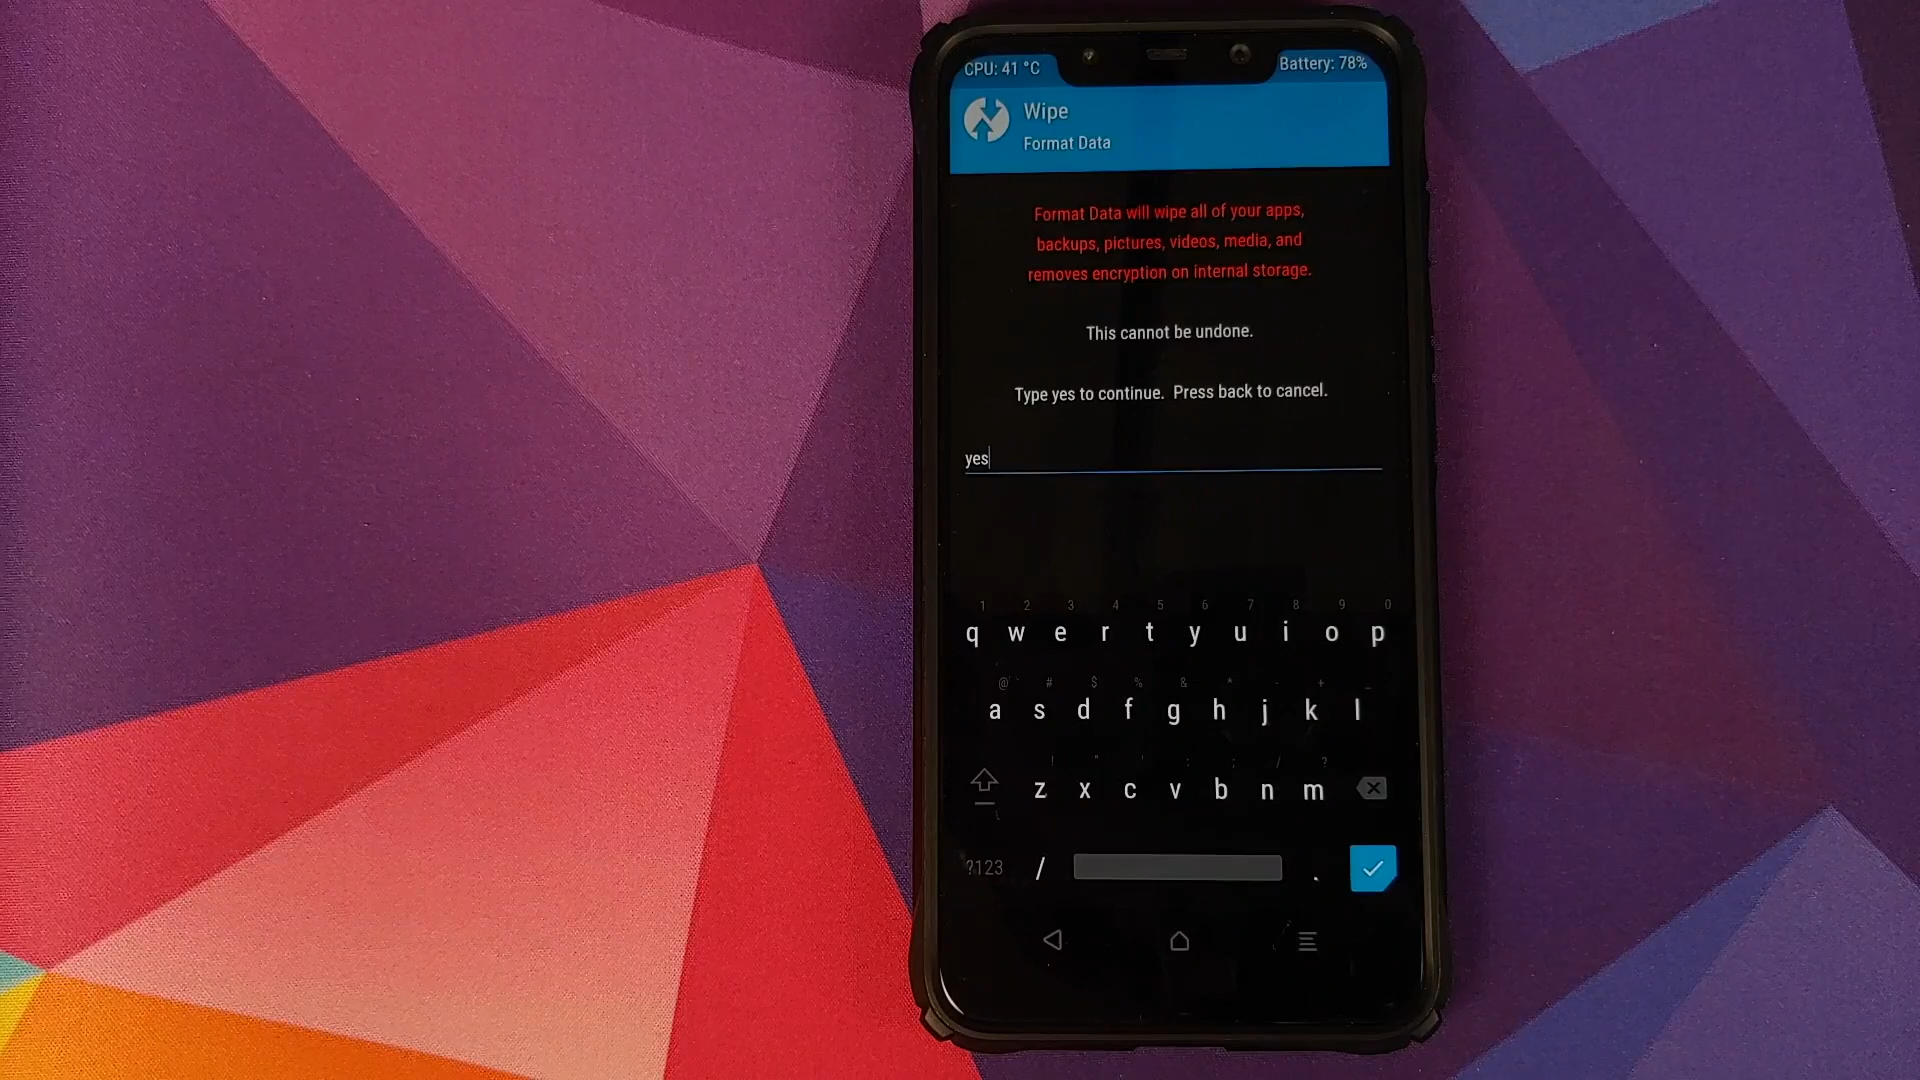 CPU: 41 °C
Battery: 78%
Wipe
Format Data
Format Data will wipe all of your apps,
backups, pictures, videos, media, and
removes encryption on internal storage.
This cannot be undone.
Type yes to continue.  Press back to cancel.
yes
1 2 3 4 5 6 7 8 9 0
q w e r t y u i o p
@ # $ % & * - + _
a s d f g h j k l
! " ' : ; / ?
z x c v b n m
?123 / .